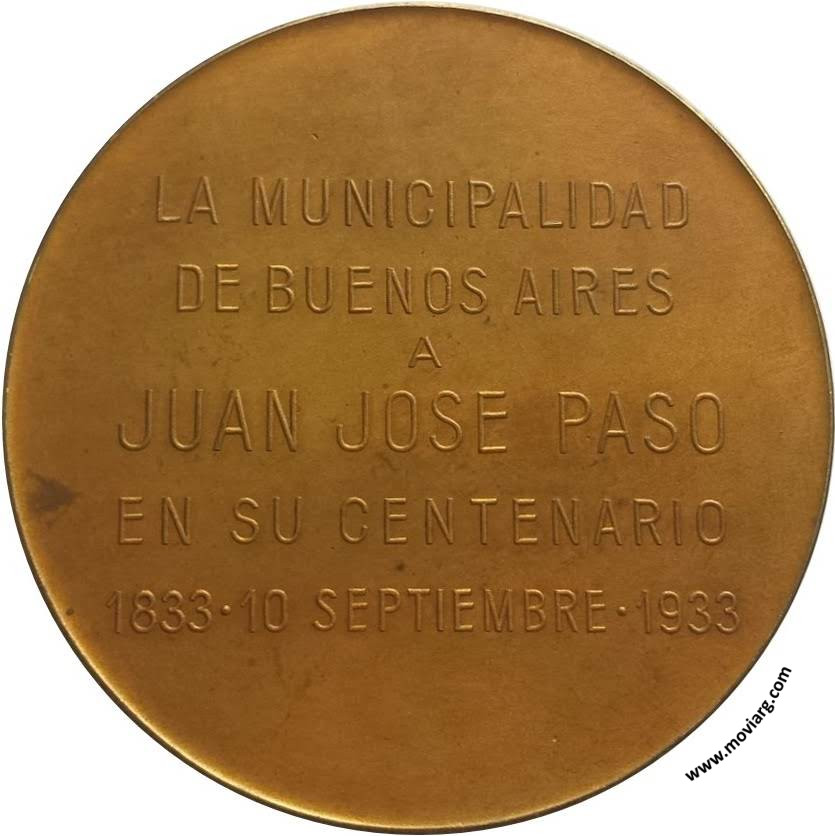 LA MUNICIPALIDAD
DE BUENOS AIRES
A
JUAN JOSE PASO
EN SU CENTENARIO
1833·10 SEPTIEMBRE·1933
www.moviarg.com